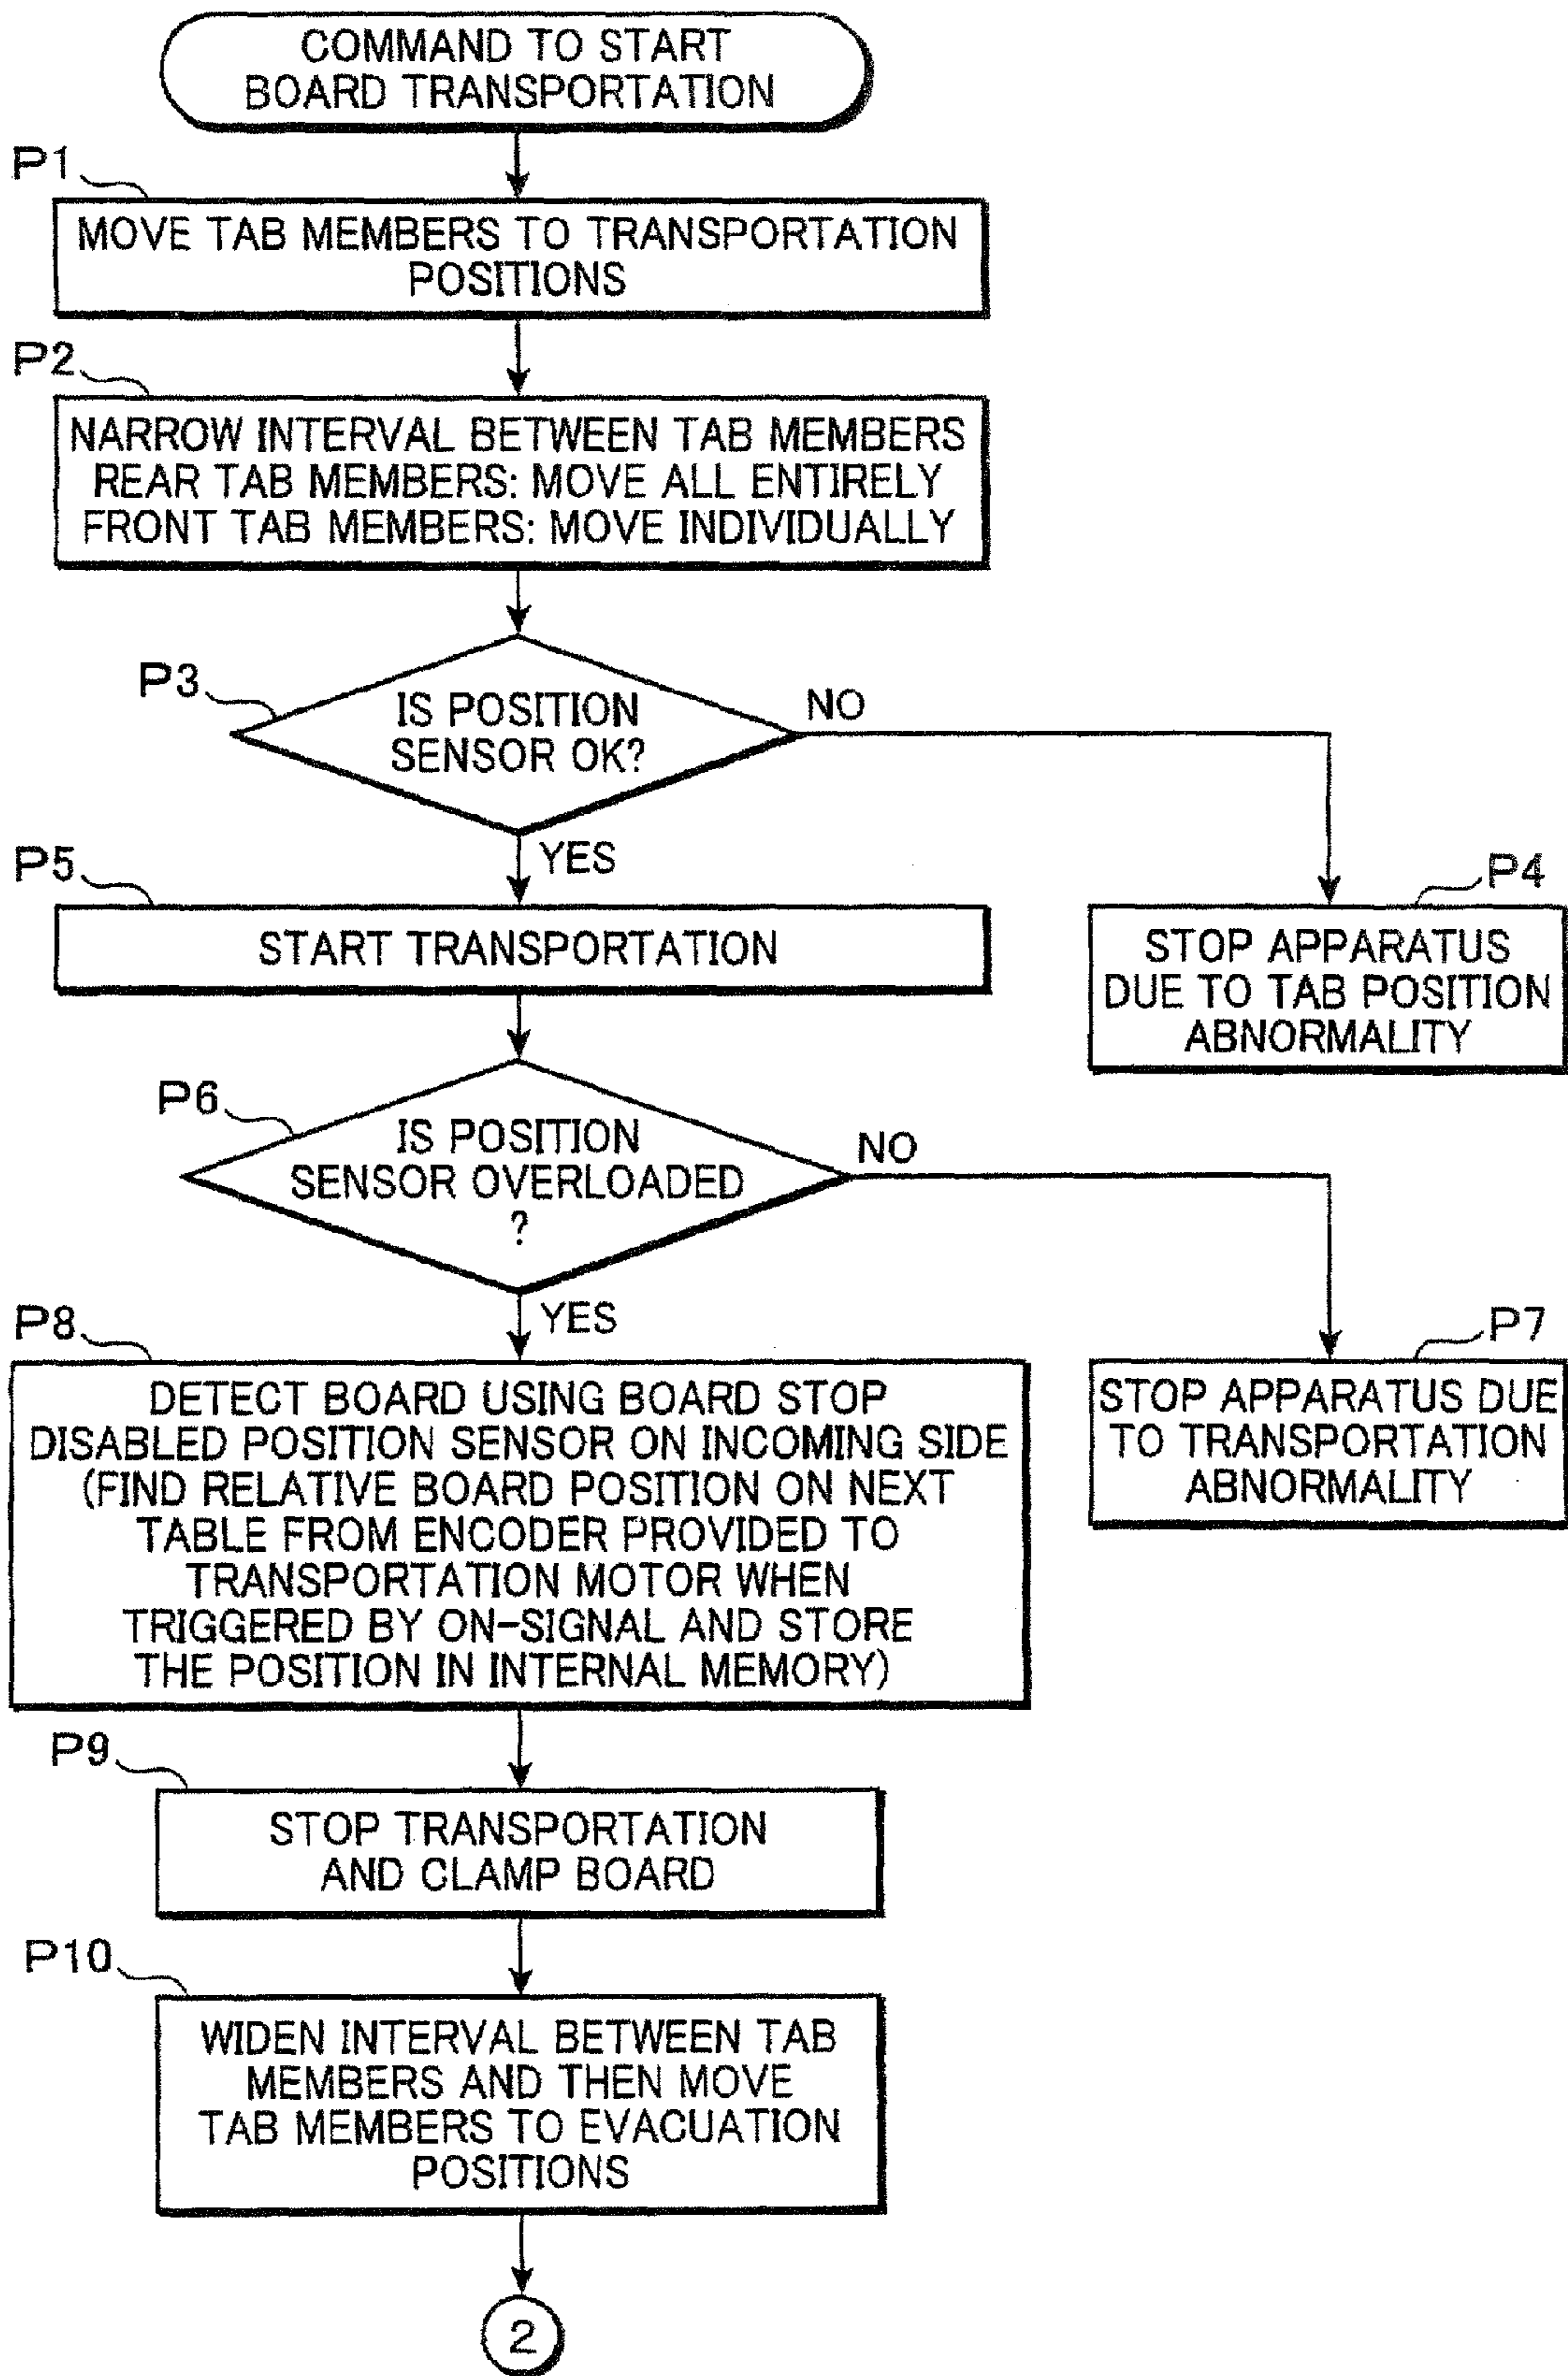 COMMAND TO START
BOARD TRANSPORTATION
P1
MOVE TAB MEMBERS TO TRANSPORTATION
POSITIONS
P2
NARROW INTERVAL BETWEEN TAB MEMBERS
REAR TAB MEMBERS: MOVE ALL ENTIRELY
FRONT TAB MEMBERS: MOVE INDIVIDUALLY
P3
IS POSITION
SENSOR OK?
NO
YES
P4
STOP APPARATUS
DUE TO TAB POSITION
ABNORMALITY
P5
START TRANSPORTATION
P6
IS POSITION
SENSOR OVERLOADED
?
NO
YES
P7
STOP APPARATUS DUE
TO TRANSPORTATION
ABNORMALITY
P8
DETECT BOARD USING BOARD STOP
DISABLED POSITION SENSOR ON INCOMING SIDE
(FIND RELATIVE BOARD POSITION ON NEXT
TABLE FROM ENCODER PROVIDED TO
TRANSPORTATION MOTOR WHEN
TRIGGERED BY ON-SIGNAL AND STORE
THE POSITION IN INTERNAL MEMORY)
P9
STOP TRANSPORTATION
AND CLAMP BOARD
P10
WIDEN INTERVAL BETWEEN TAB
MEMBERS AND THEN MOVE
TAB MEMBERS TO EVACUATION
POSITIONS
2